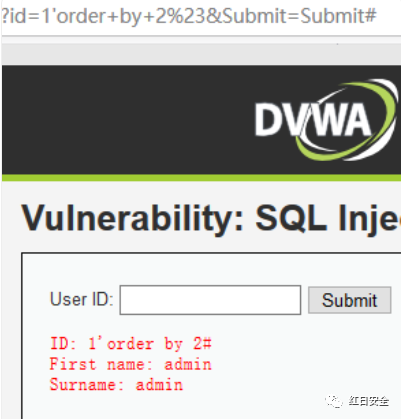 ?id=1'order+by+2%23&Submit=Submit#
DVWA
Vulnerability: SQL Inje
User ID:
Submit
ID: 1'order by 2#
First name: admin
Surname: admin
红日安全